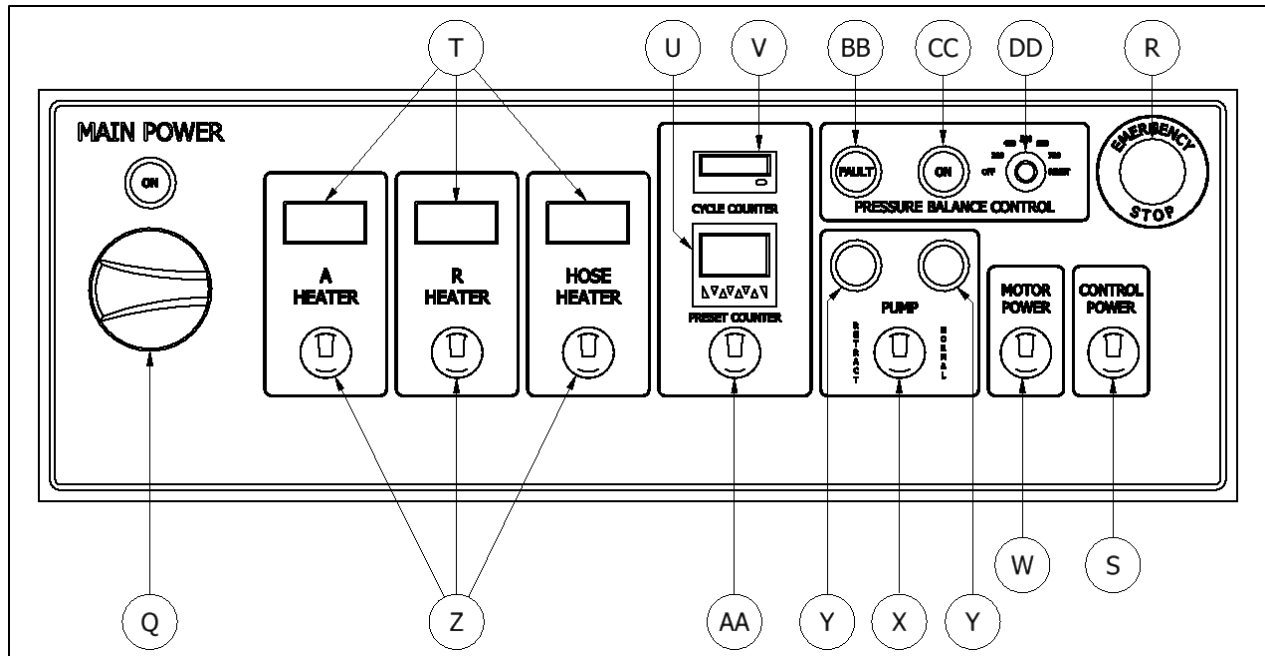 T U V BB CC DD R
MAIN POWER
ON
A
HEATER
R
HEATER
HOSE
HEATER
CYCLE COUNTER
PRESET COUNTER
FAULT
ON
OFF
RESET
PRESSURE BALANCE CONTROL
EMERGENCY
STOP
PUMP
RETRACT
NORMAL
MOTOR
POWER
CONTROL
POWER
W S
Q Z AA Y X Y